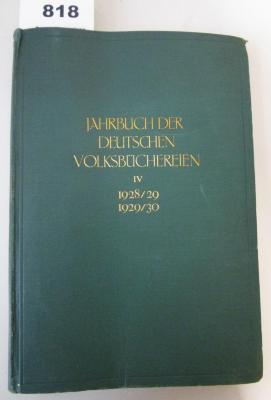 818
JAHRBUCH DER
DEUTSCHEN
VOLKSBÜCHEREIEN
IV
1928/29
1929/30